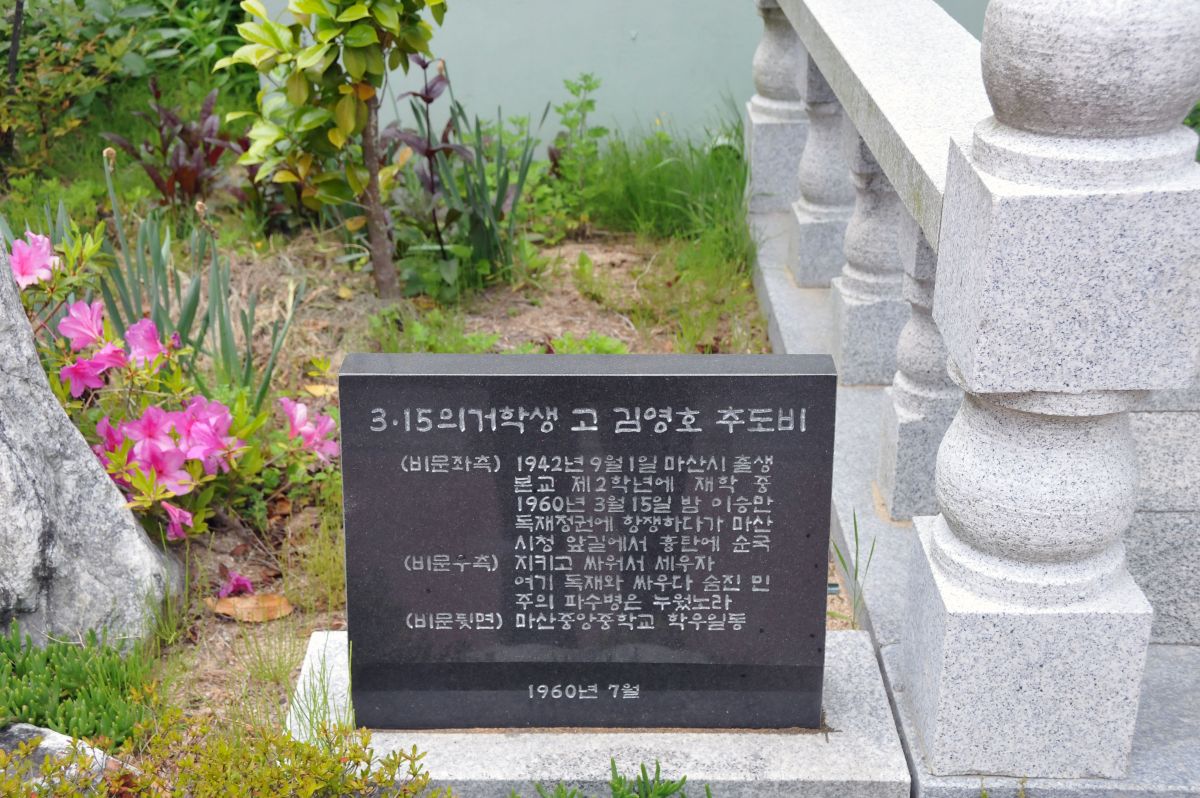 3·15의거학생 고 김영호 추도비
(비문좌측) 1942년 9월 1일 마산시 출생
본교 제2학년에 재학 중
1960년 3월 15일 밤 이승만
독재정권에 항쟁하다가 마산
시청 앞길에서 흉탄에 순국
(비문우측) 지키고 싸워서 세우자
여기 독재와 싸우다 숨진 민
주의 파수병은 누웠노라
(비문뒷면) 마산중앙중학교 학우일동
1960년 7월